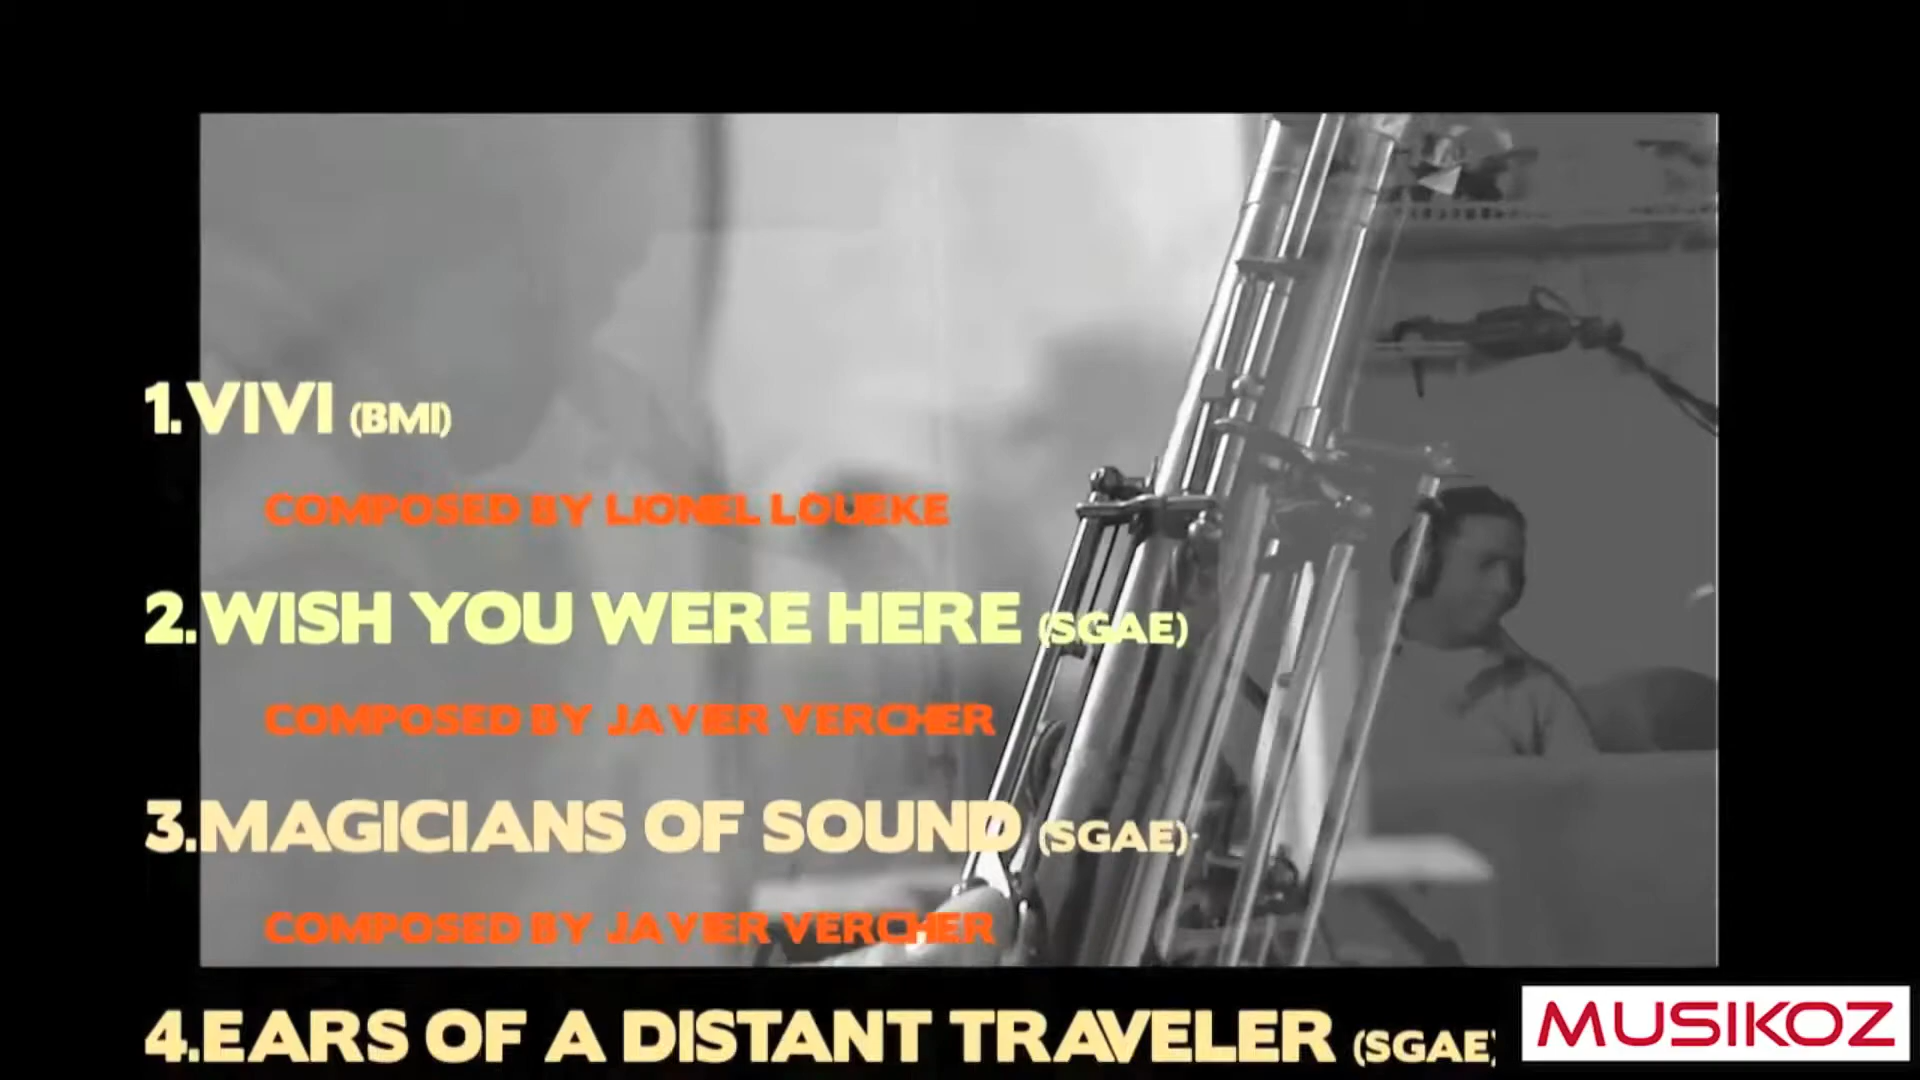 1.VIVI (BMI)
COMPOSED BY LIONEL LOUEKE
2.WISH YOU WERE HERE (SGAE)
COMPOSED BY JAVIER VERCHER
3.MAGICIANS OF SOUND (SGAE)
COMPOSED BY JAVIER VERCHER
4.EARS OF A DISTANT TRAVELER (SGAE)
MUSIKOZ